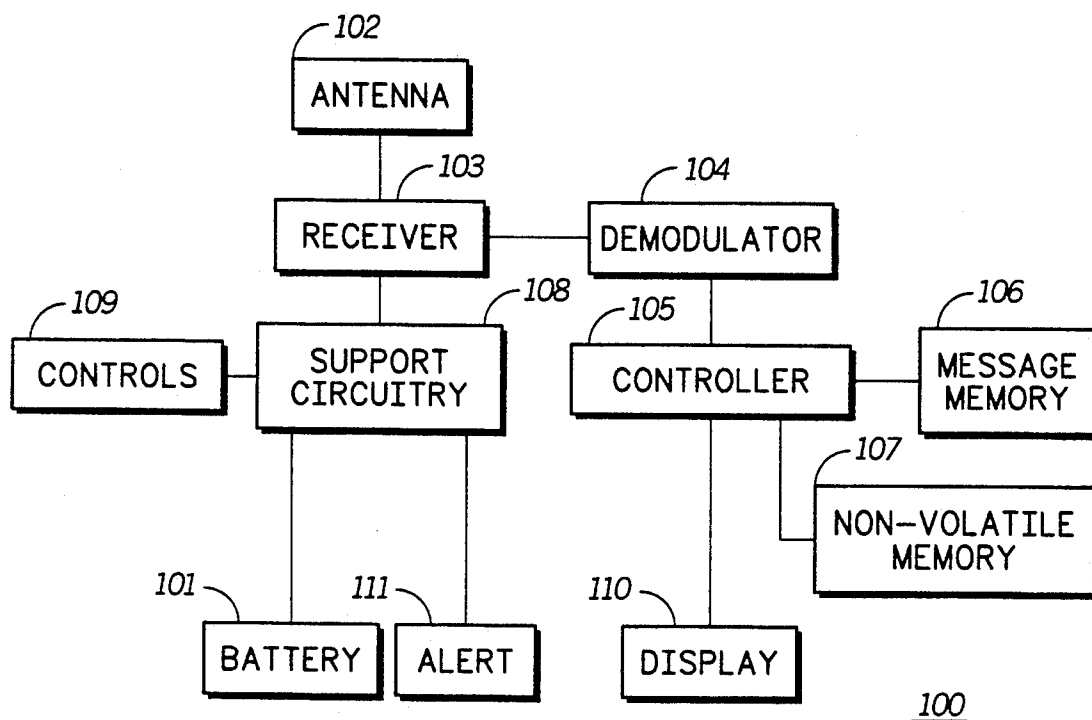 102
ANTENNA
103
RECEIVER
104
DEMODULATOR
109
CONTROLS
108
SUPPORT
CIRCUITRY
105
CONTROLLER
106
MESSAGE
MEMORY
107
NON-VOLATILE
MEMORY
101
BATTERY
111
ALERT
110
DISPLAY
100